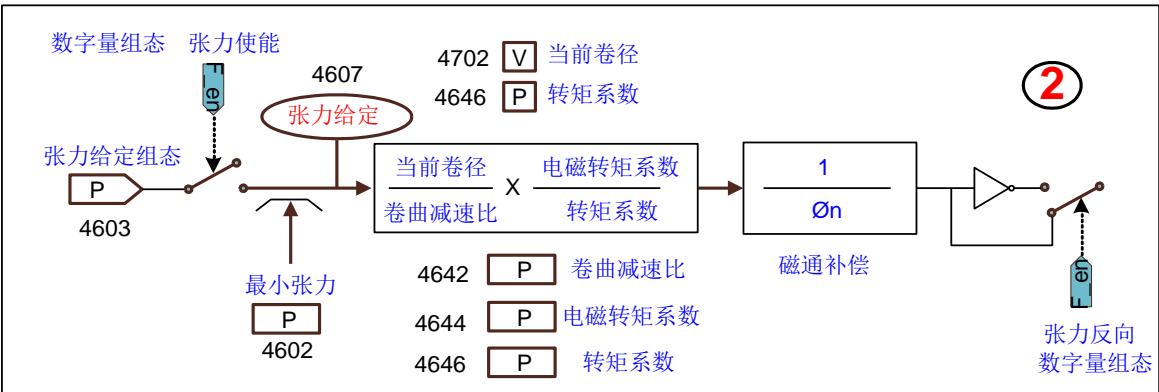 数字量组态 张力使能
F_en
4607
张力给定
4702 V 当前卷径
4646 P 转矩系数
2
张力给定组态
P
4603
当前卷径
卷曲减速比
X
电磁转矩系数
转矩系数
1
Øn
磁通补偿
最小张力
P
4602
4642 P 卷曲减速比
4644 P 电磁转矩系数
4646 P 转矩系数
F_en
张力反向
数字量组态